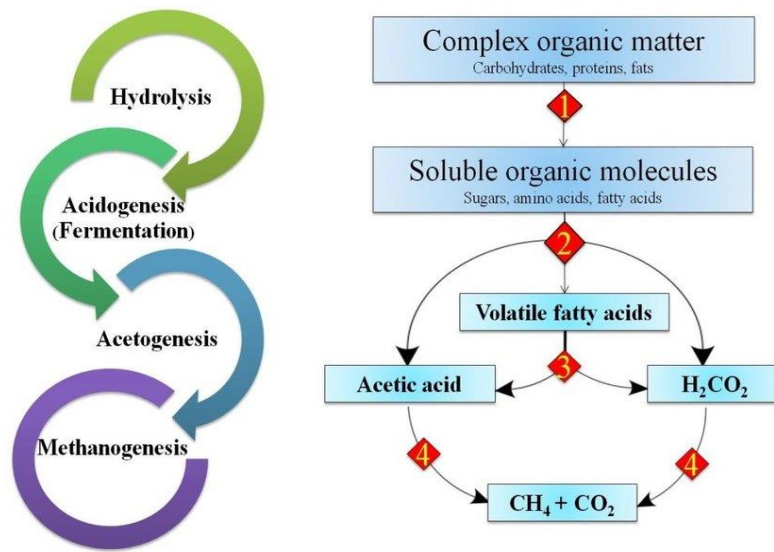 Hydrolysis
Acidogenesis
(Fermentation)
Acetogenesis
Methanogenesis
Complex organic matter
Carbohydrates, proteins, fats
1
Soluble organic molecules
Sugars, amino acids, fatty acids
2
Volatile fatty acids
3
Acetic acid
H₂CO₂
4
4
CH₄ + CO₂